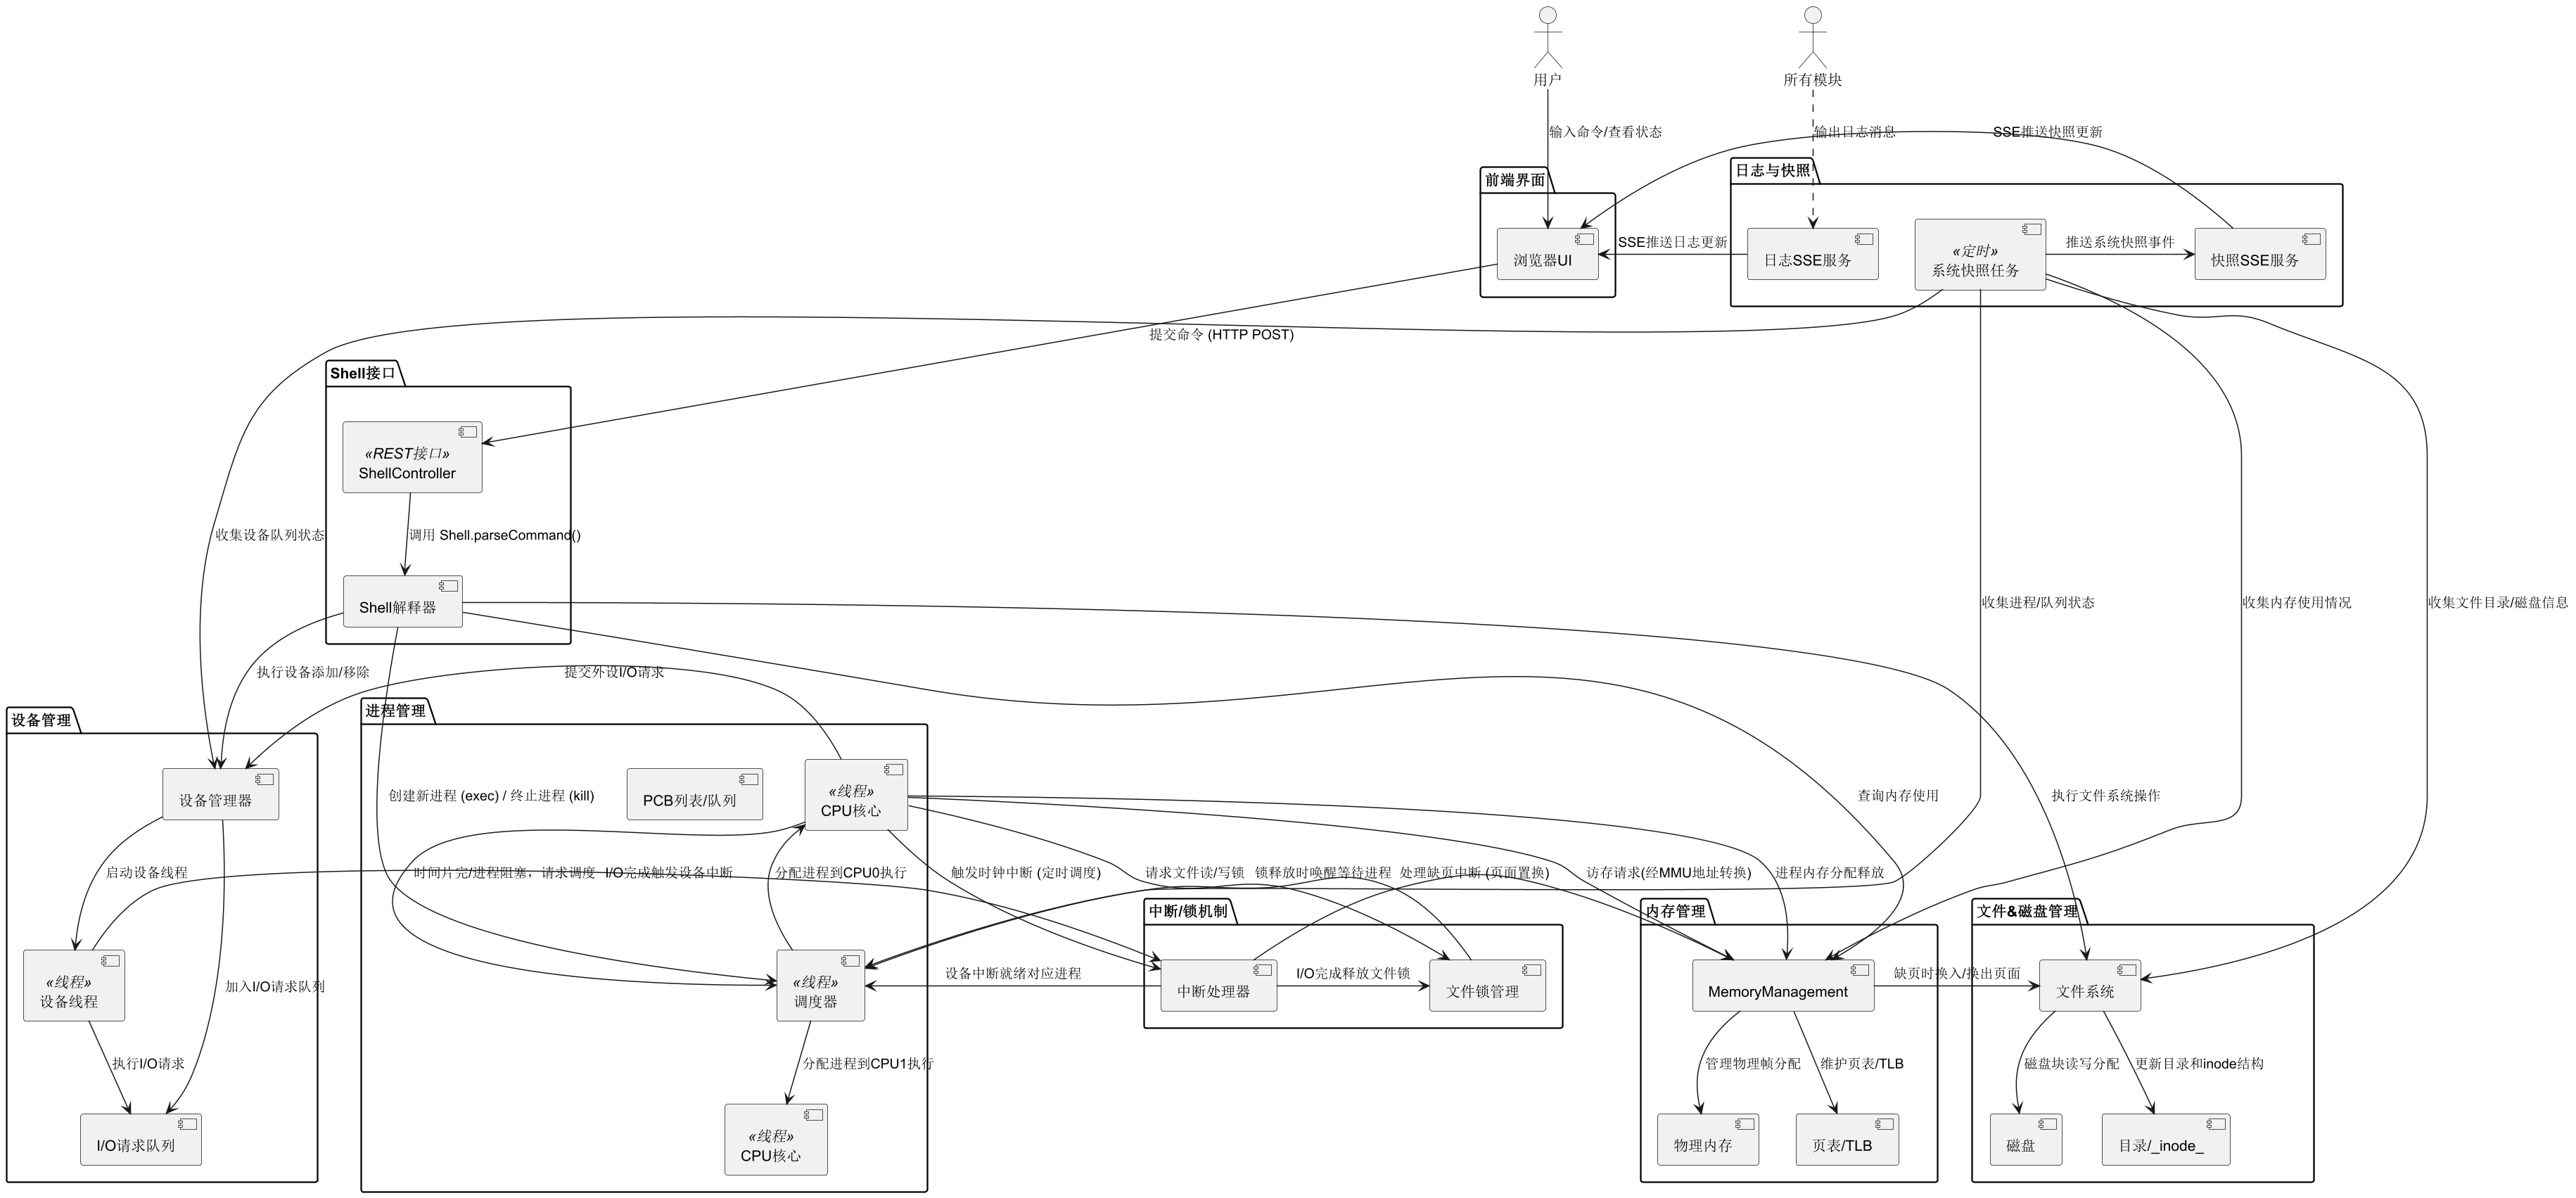 用户
所有模块
输入命令/查看状态
输出日志消息
SSE推送快照更新
前端界面
日志与快照
浏览器UI
SSE推送日志更新
日志SSE服务
«定时»
系统快照任务
推送系统快照事件
快照SSE服务
提交命令 (HTTP POST)
Shell接口
«REST接口»
ShellController
收集设备队列状态
调用 Shell.parseCommand()
Shell解释器
收集进程/队列状态
收集内存使用情况
收集文件目录/磁盘信息
执行设备添加/移除
提交外设I/O请求
设备管理
进程管理
设备管理器
PCB列表/队列
«线程»
CPU核心
创建新进程 (exec) / 终止进程 (kill)
查询内存使用
执行文件系统操作
启动设备线程
时间片完/进程阻塞，请求调度
I/O完成触发设备中断
分配进程到CPU0执行
触发时钟中断 (定时调度)
请求文件读/写锁
锁释放时唤醒等待进程
处理缺页中断 (页面置换)
访存请求(经MMU地址转换)
进程内存分配释放
中断/锁机制
内存管理
文件&磁盘管理
«线程»
设备线程
加入I/O请求队列
«线程»
调度器
设备中断就绪对应进程
中断处理器
I/O完成释放文件锁
文件锁管理
MemoryManagement
缺页时换入/换出页面
文件系统
执行I/O请求
分配进程到CPU1执行
管理物理帧分配
维护页表/TLB
磁盘块读写分配
更新目录和inode结构
I/O请求队列
«线程»
CPU核心
物理内存
页表/TLB
磁盘
目录/_inode_